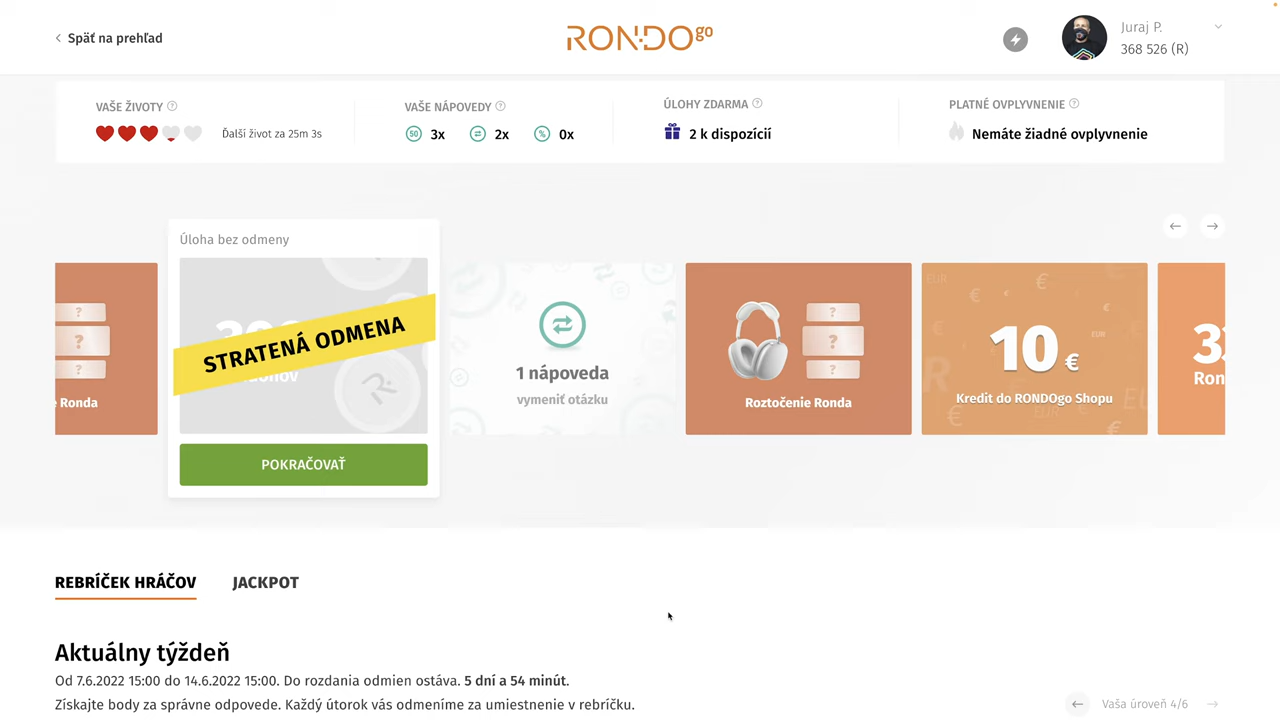 Späť na prehľad
RONDOgo
Juraj P.
368 526 (R)
VAŠE ŽIVOTY ?
Ďalší život za 25m 3s
VAŠE NÁPOVEDY ?
50 3x
2x
% 0x
ÚLOHY ZDARMA ?
2 k dispozícií
PLATNÉ OVPLYVNENIE ?
Nemáte žiadné ovplyvnenie
Úloha bez odmeny
STRATENÁ ODMENA
POKRAČOVAŤ
? ? ?
e Ronda
1 nápoveda
vymeniť otázku
? ? ?
Roztočenie Ronda
10 €
Kredit do RONDOgo Shopu
Ron
REBRÍČEK HRÁČOV
JACKPOT
Aktuálny týždeň
Od 7.6.2022 15:00 do 14.6.2022 15:00. Do rozdania odmien ostáva. 5 dní a 54 minút.
Získajte body za správne odpovede. Každý útorok vás odmeníme za umiestnenie v rebríčku.
Vaša úroveň 4/6